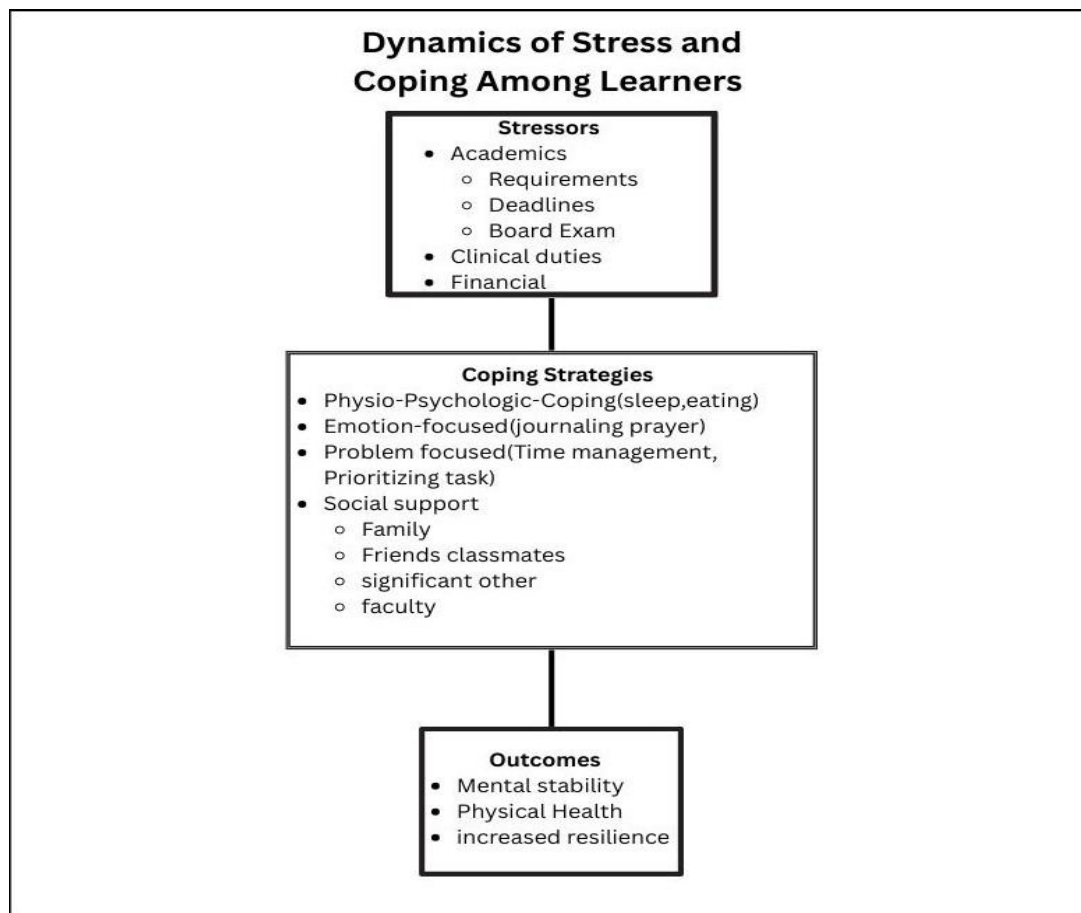 Dynamics of Stress and
Coping Among Learners
Stressors
• Academics
○ Requirements
○ Deadlines
○ Board Exam
• Clinical duties
• Financial
Coping Strategies
• Physio-Psychologic-Coping(sleep,eating)
• Emotion-focused(journaling prayer)
• Problem focused(Time management,
Prioritizing task)
• Social support
○ Family
○ Friends classmates
○ significant other
○ faculty
Outcomes
• Mental stability
• Physical Health
• increased resilience